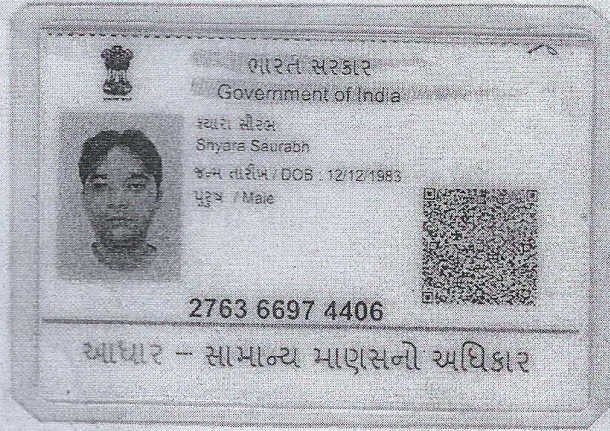 ભારત સરકાર
Government of India
શ્યારા સૌરભ
Shyara Saurabh
જન્મ તારીખ / DOB : 12/12/1983
પુરુષ / Male
2763 6697 4406
આધાર – સામાન્ય માણસનો અધિકાર